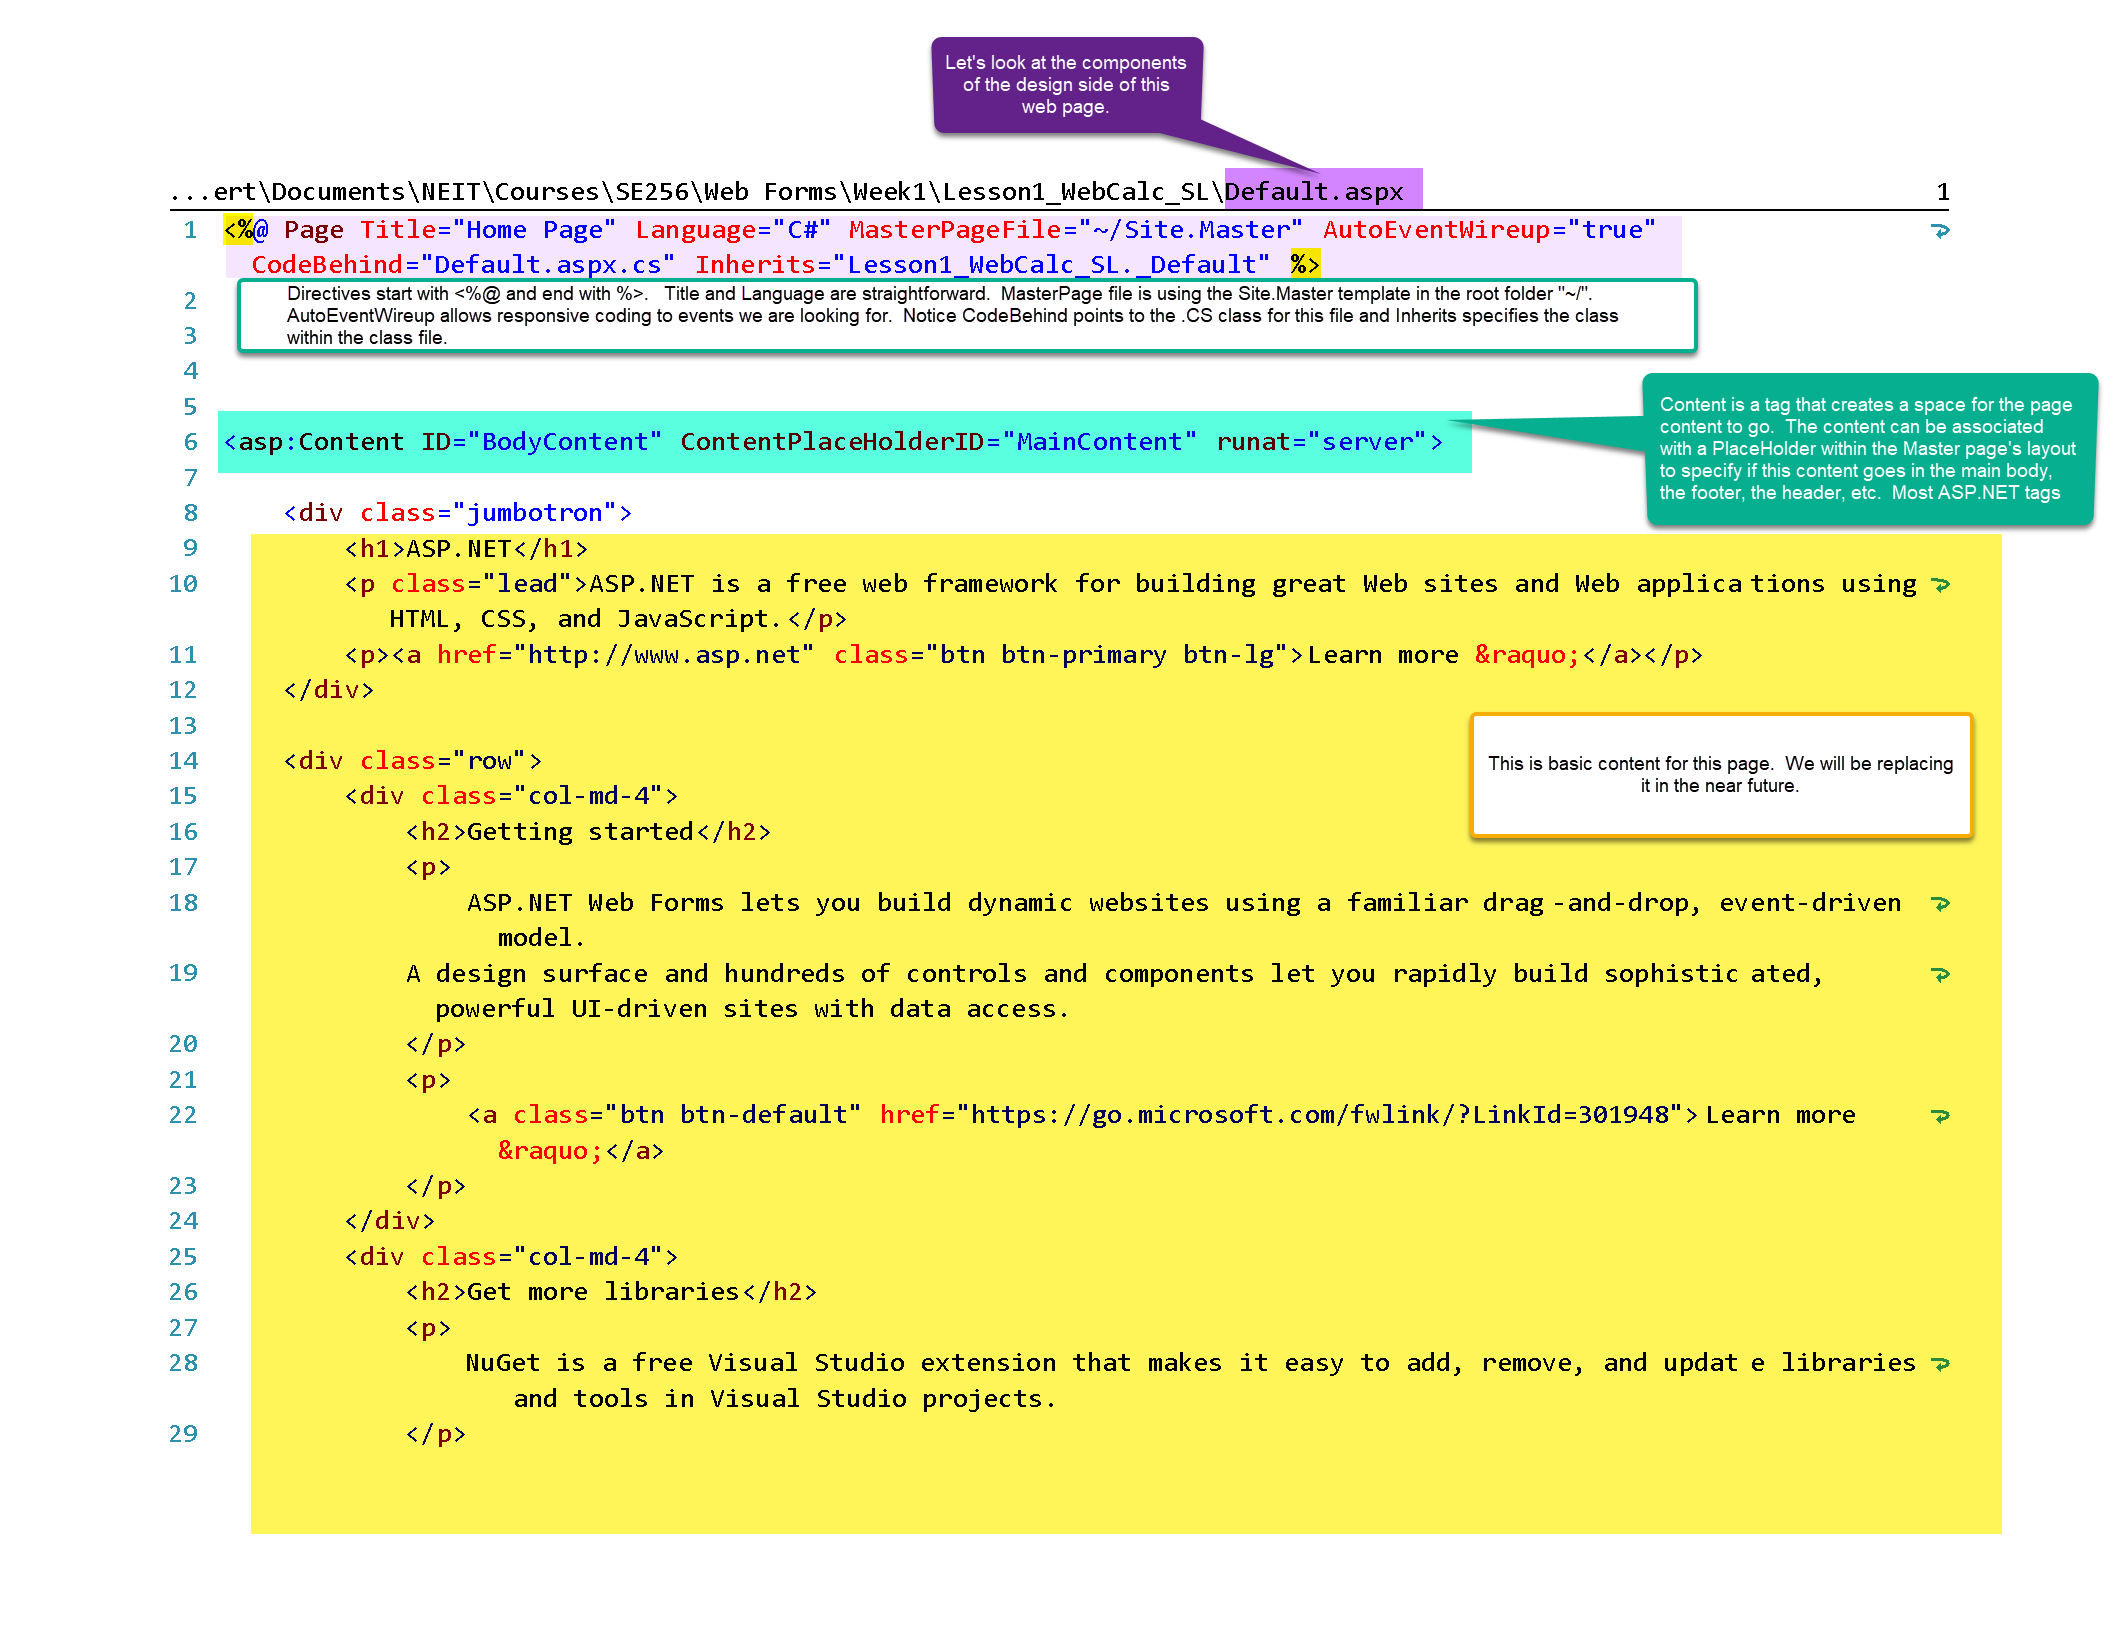 Let's look at the components
of the design side of this
web page.
...ert\Documents\NEIT\Courses\SE256\Web Forms\Week1\Lesson1_WebCalc_SL\Default.aspx 1
1 <%@ Page Title="Home Page" Language="C#" MasterPageFile="~/Site.Master" AutoEventWireup="true"
CodeBehind="Default.aspx.cs" Inherits="Lesson1_WebCalc_SL._Default" %>
Directives start with <%@ and end with %>. Title and Language are straightforward. MasterPage file is using the Site.Master template in the root folder "~/".
AutoEventWireup allows responsive coding to events we are looking for. Notice CodeBehind points to the .CS class for this file and Inherits specifies the class
within the class file.
2
3
4
5
Content is a tag that creates a space for the page
content to go. The content can be associated
with a PlaceHolder within the Master page's layout
to specify if this content goes in the main body,
the footer, the header, etc. Most ASP.NET tags
6 <asp:Content ID="BodyContent" ContentPlaceHolderID="MainContent" runat="server">
7
8 <div class="jumbotron">
9 <h1>ASP.NET</h1>
10 <p class="lead">ASP.NET is a free web framework for building great Web sites and Web applications using
HTML, CSS, and JavaScript.</p>
11 <p><a href="http://www.asp.net" class="btn btn-primary btn-lg">Learn more &raquo;</a></p>
12 </div>
13
This is basic content for this page. We will be replacing
it in the near future.
14 <div class="row">
15 <div class="col-md-4">
16 <h2>Getting started</h2>
17 <p>
18 ASP.NET Web Forms lets you build dynamic websites using a familiar drag-and-drop, event-driven
model.
19 A design surface and hundreds of controls and components let you rapidly build sophisticated,
powerful UI-driven sites with data access.
20 </p>
21 <p>
22 <a class="btn btn-default" href="https://go.microsoft.com/fwlink/?LinkId=301948">Learn more
&raquo;</a>
23 </p>
24 </div>
25 <div class="col-md-4">
26 <h2>Get more libraries</h2>
27 <p>
28 NuGet is a free Visual Studio extension that makes it easy to add, remove, and update libraries
and tools in Visual Studio projects.
29 </p>